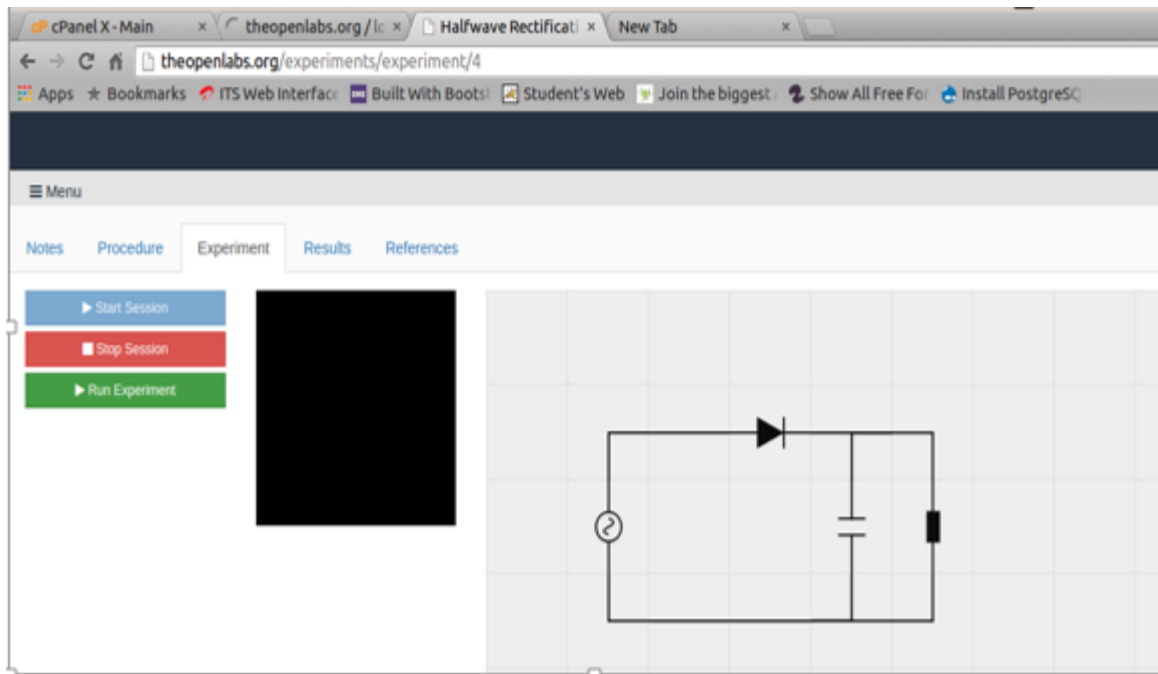 cPanel X - Main × theopenlabs.org / lo × Halfwave Rectificati × New Tab ×
theopenlabs.org/experiments/experiment/4
Apps Bookmarks ITS Web Interface Built With Boots Student's Web Join the biggest Show All Free For Install PostgreSQ
Menu
Notes Procedure Experiment Results References
Start Session
Stop Session
Run Experiment